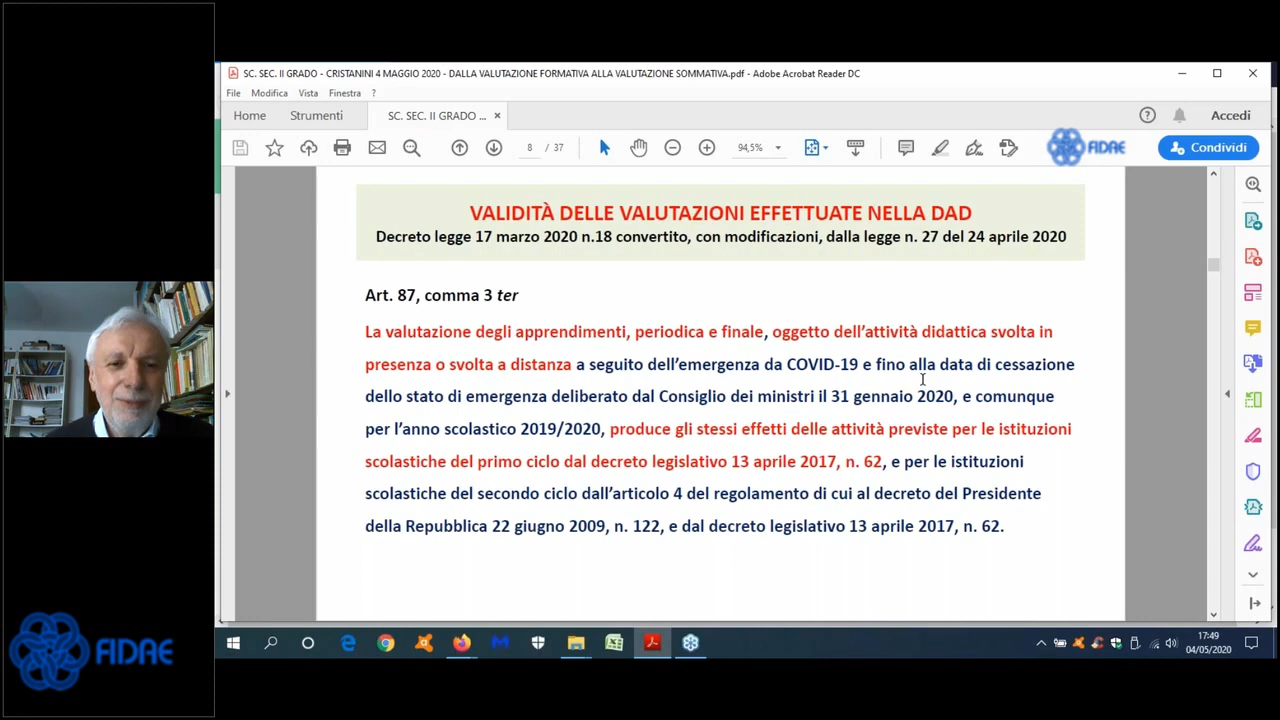 SC. SEC. II GRADO - CRISTANINI 4 MAGGIO 2020 - DALLA VALUTAZIONE FORMATIVA ALLA VALUTAZIONE SOMMATIVA.pdf - Adobe Acrobat Reader DC
File Modifica Vista Finestra ?
Home Strumenti SC. SEC. II GRADO ... × Accedi
8 / 37 94,5% FIDAE Condividi
VALIDITÀ DELLE VALUTAZIONI EFFETTUATE NELLA DAD
Decreto legge 17 marzo 2020 n.18 convertito, con modificazioni, dalla legge n. 27 del 24 aprile 2020
Art. 87, comma 3 ter
La valutazione degli apprendimenti, periodica e finale, oggetto dell’attività didattica svolta in
presenza o svolta a distanza a seguito dell’emergenza da COVID-19 e fino alla data di cessazione
dello stato di emergenza deliberato dal Consiglio dei ministri il 31 gennaio 2020, e comunque
per l’anno scolastico 2019/2020, produce gli stessi effetti delle attività previste per le istituzioni
scolastiche del primo ciclo dal decreto legislativo 13 aprile 2017, n. 62, e per le istituzioni
scolastiche del secondo ciclo dall’articolo 4 del regolamento di cui al decreto del Presidente
della Repubblica 22 giugno 2009, n. 122, e dal decreto legislativo 13 aprile 2017, n. 62.
FIDAE
17:49
04/05/2020